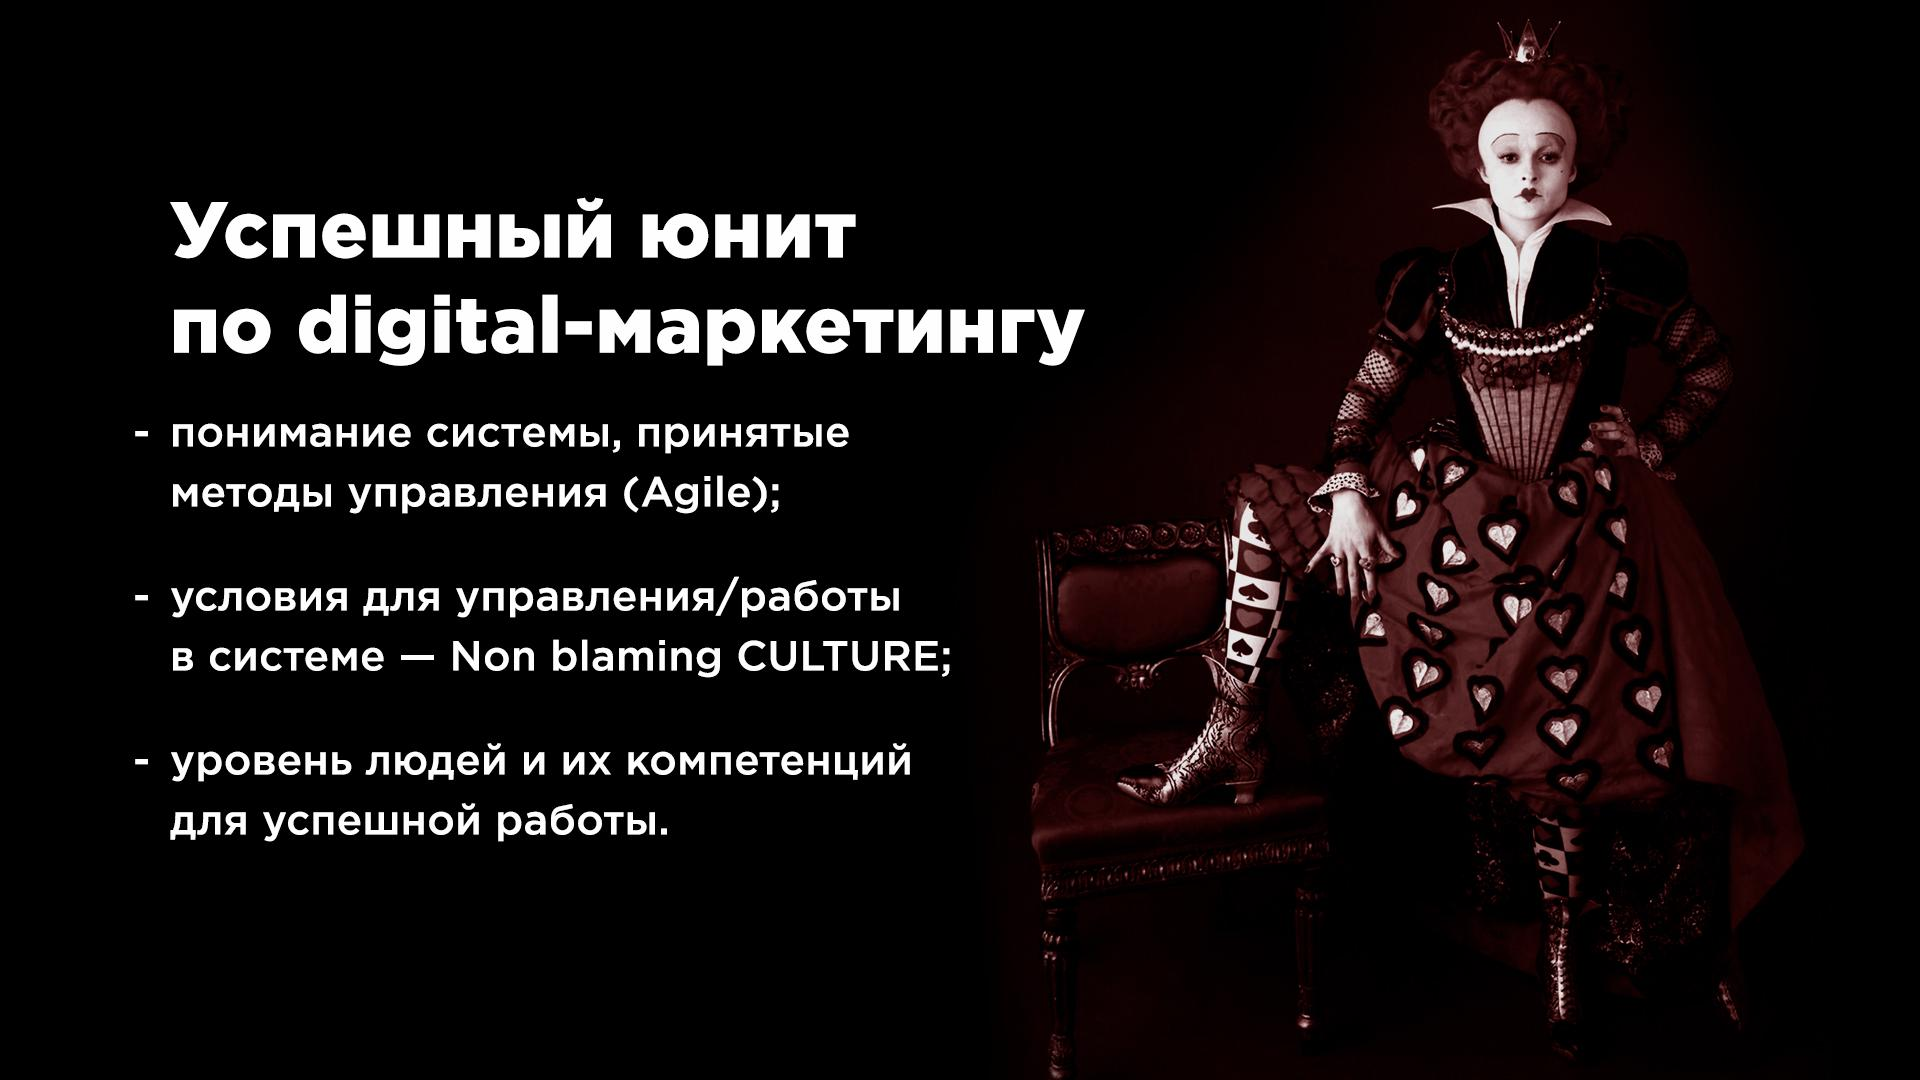 Успешный юнит
по digital-маркетингу
- понимание системы, принятые
методы управления (Agile);
- условия для управления/работы
в системе — Non blaming CULTURE;
- уровень людей и их компетенций
для успешной работы.